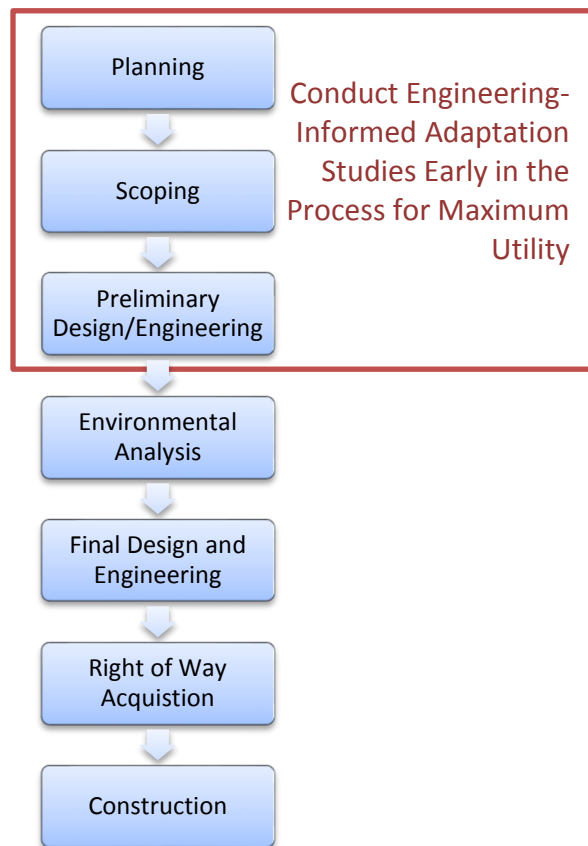 Planning
Conduct Engineering-
Informed Adaptation
Studies Early in the
Process for Maximum
Utility
Scoping
Preliminary
Design/Engineering
Environmental
Analysis
Final Design and
Engineering
Right of Way
Acquistion
Construction